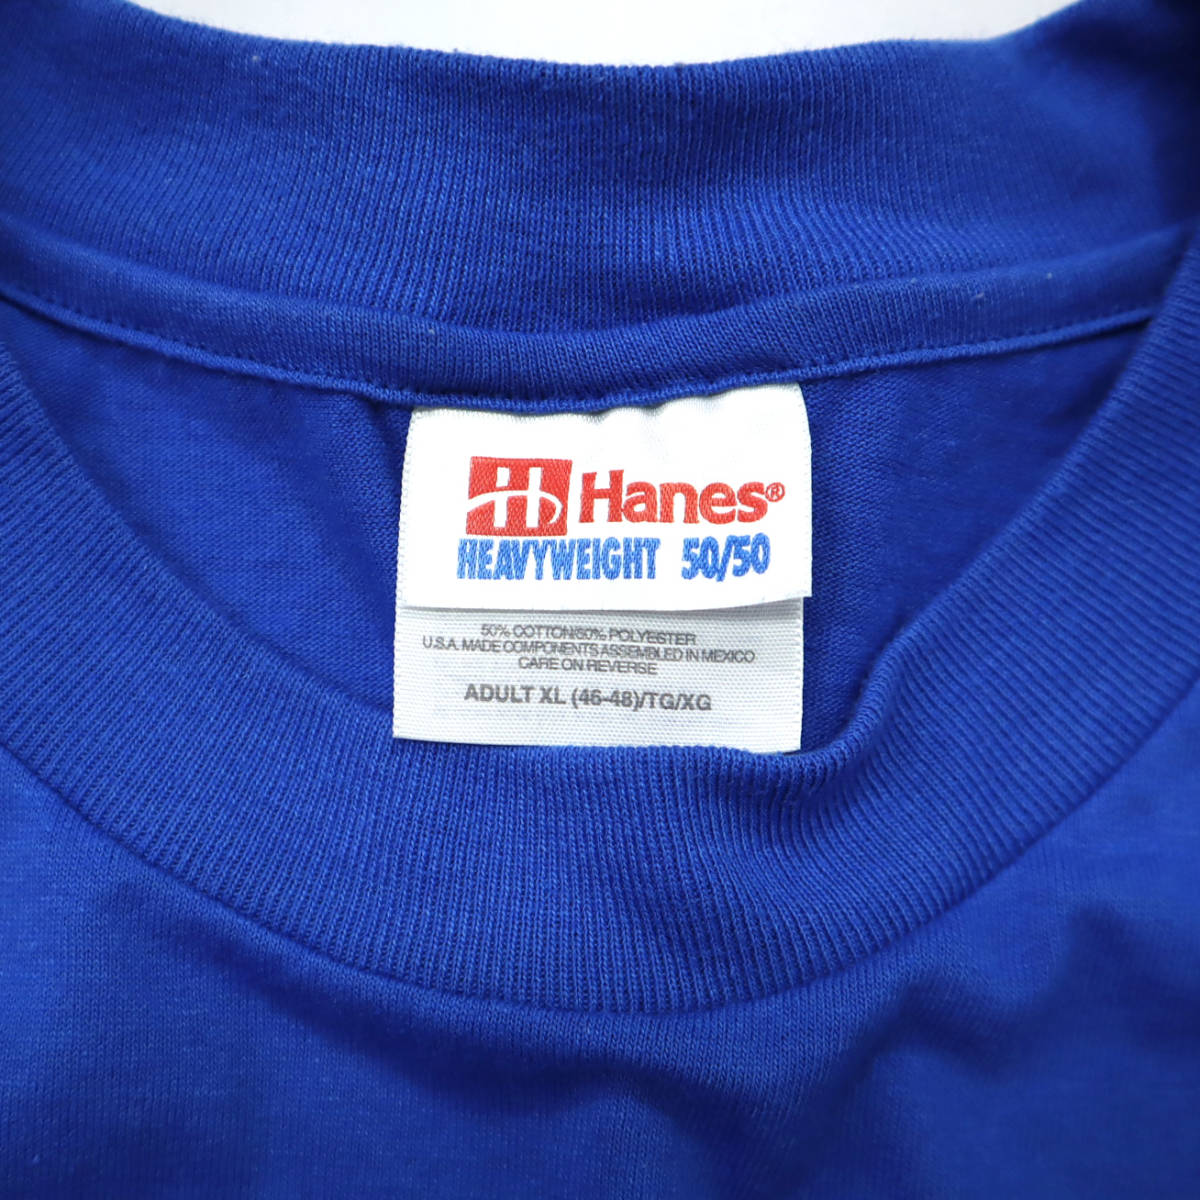 H Hanes®
HEAVYWEIGHT 50/50
50% COTTON/50% POLYESTER
U.S.A. MADE COMPONENTS ASSEMBLED IN MEXICO
CARE ON REVERSE
ADULT XL (46-48)/TG/XG